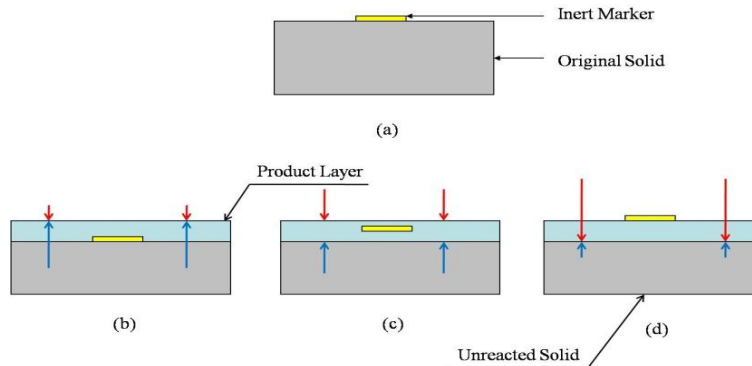 Inert Marker
Original Solid
(a)
Product Layer
(b)
(c)
(d)
Unreacted Solid